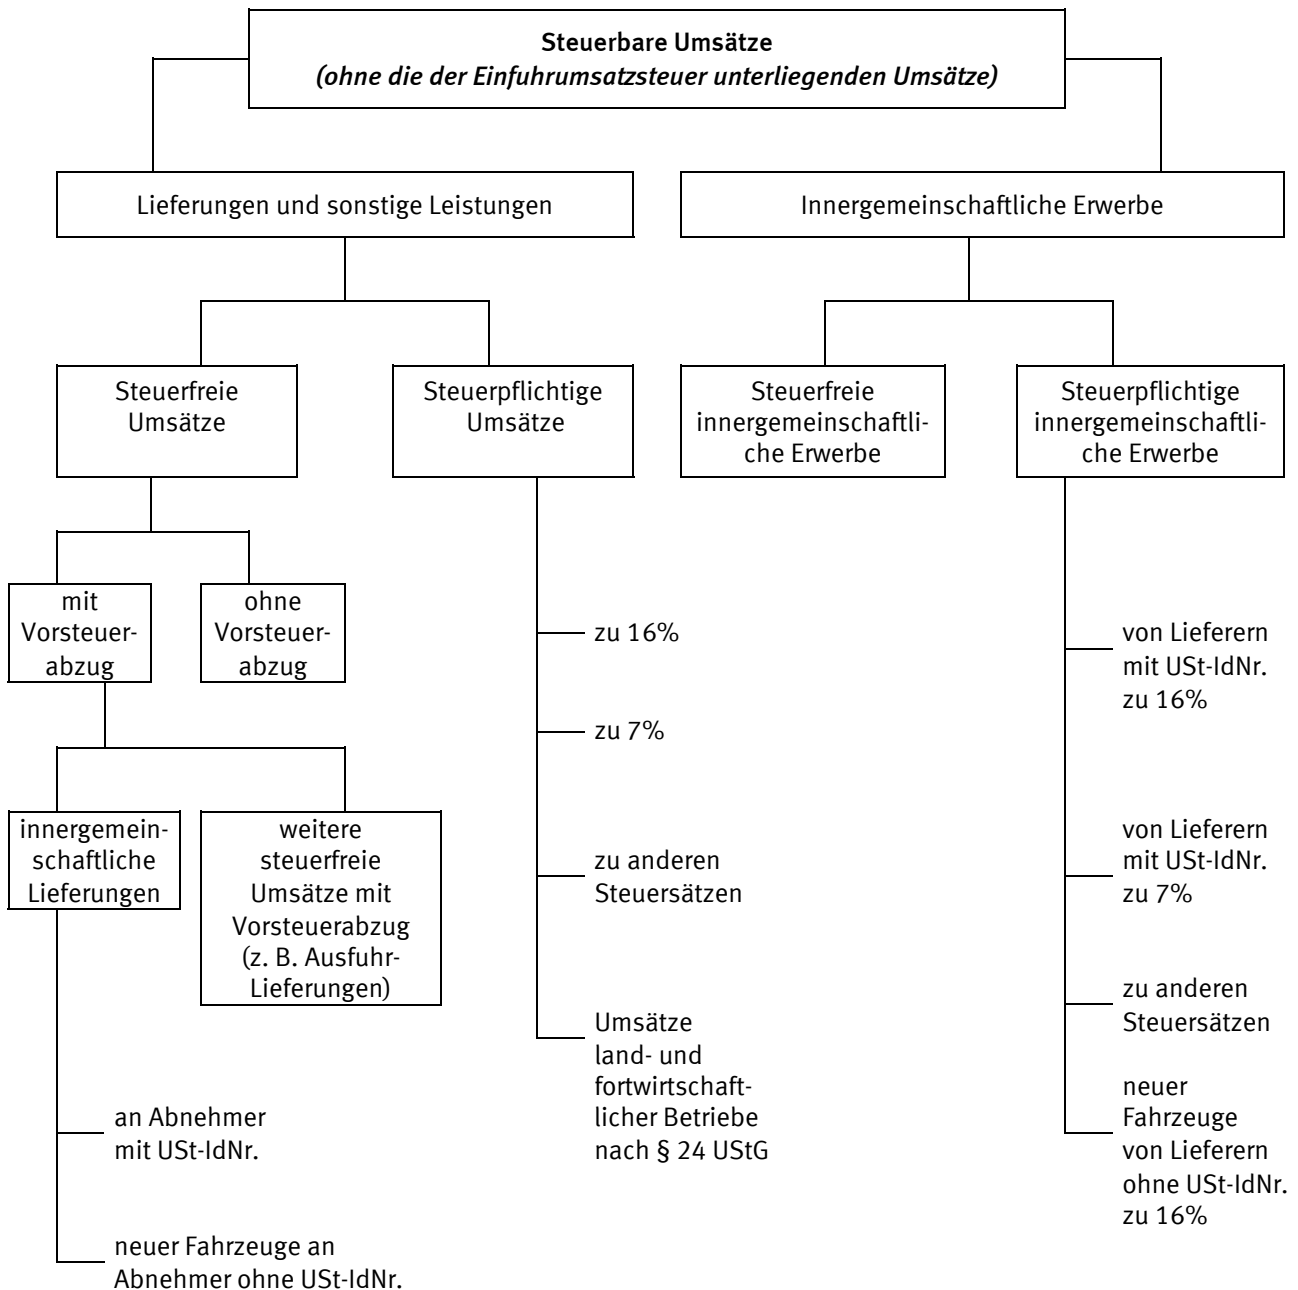 Steuerbare Umsätze
(ohne die der Einfuhrumsatzsteuer unterliegenden Umsätze)
Lieferungen und sonstige Leistungen
Innergemeinschaftliche Erwerbe
Steuerfreie
Umsätze
Steuerpflichtige
Umsätze
Steuerfreie
innergemeinschaftli-
che Erwerbe
Steuerpflichtige
innergemeinschaftli-
che Erwerbe
mit
Vorsteuer-
abzug
ohne
Vorsteuer-
abzug
innergemein-
schaftliche
Lieferungen
weitere
steuerfreie
Umsätze mit
Vorsteuerabzug
(z. B. Ausfuhr-
Lieferungen)
an Abnehmer
mit USt-IdNr.
neuer Fahrzeuge an
Abnehmer ohne USt-IdNr.
zu 16%
zu 7%
zu anderen
Steuersätzen
Umsätze
land- und
fortwirtschaft-
licher Betriebe
nach § 24 UStG
von Lieferern
mit USt-IdNr.
zu 16%
von Lieferern
mit USt-IdNr.
zu 7%
zu anderen
Steuersätzen
neuer
Fahrzeuge
von Lieferern
ohne USt-IdNr.
zu 16%